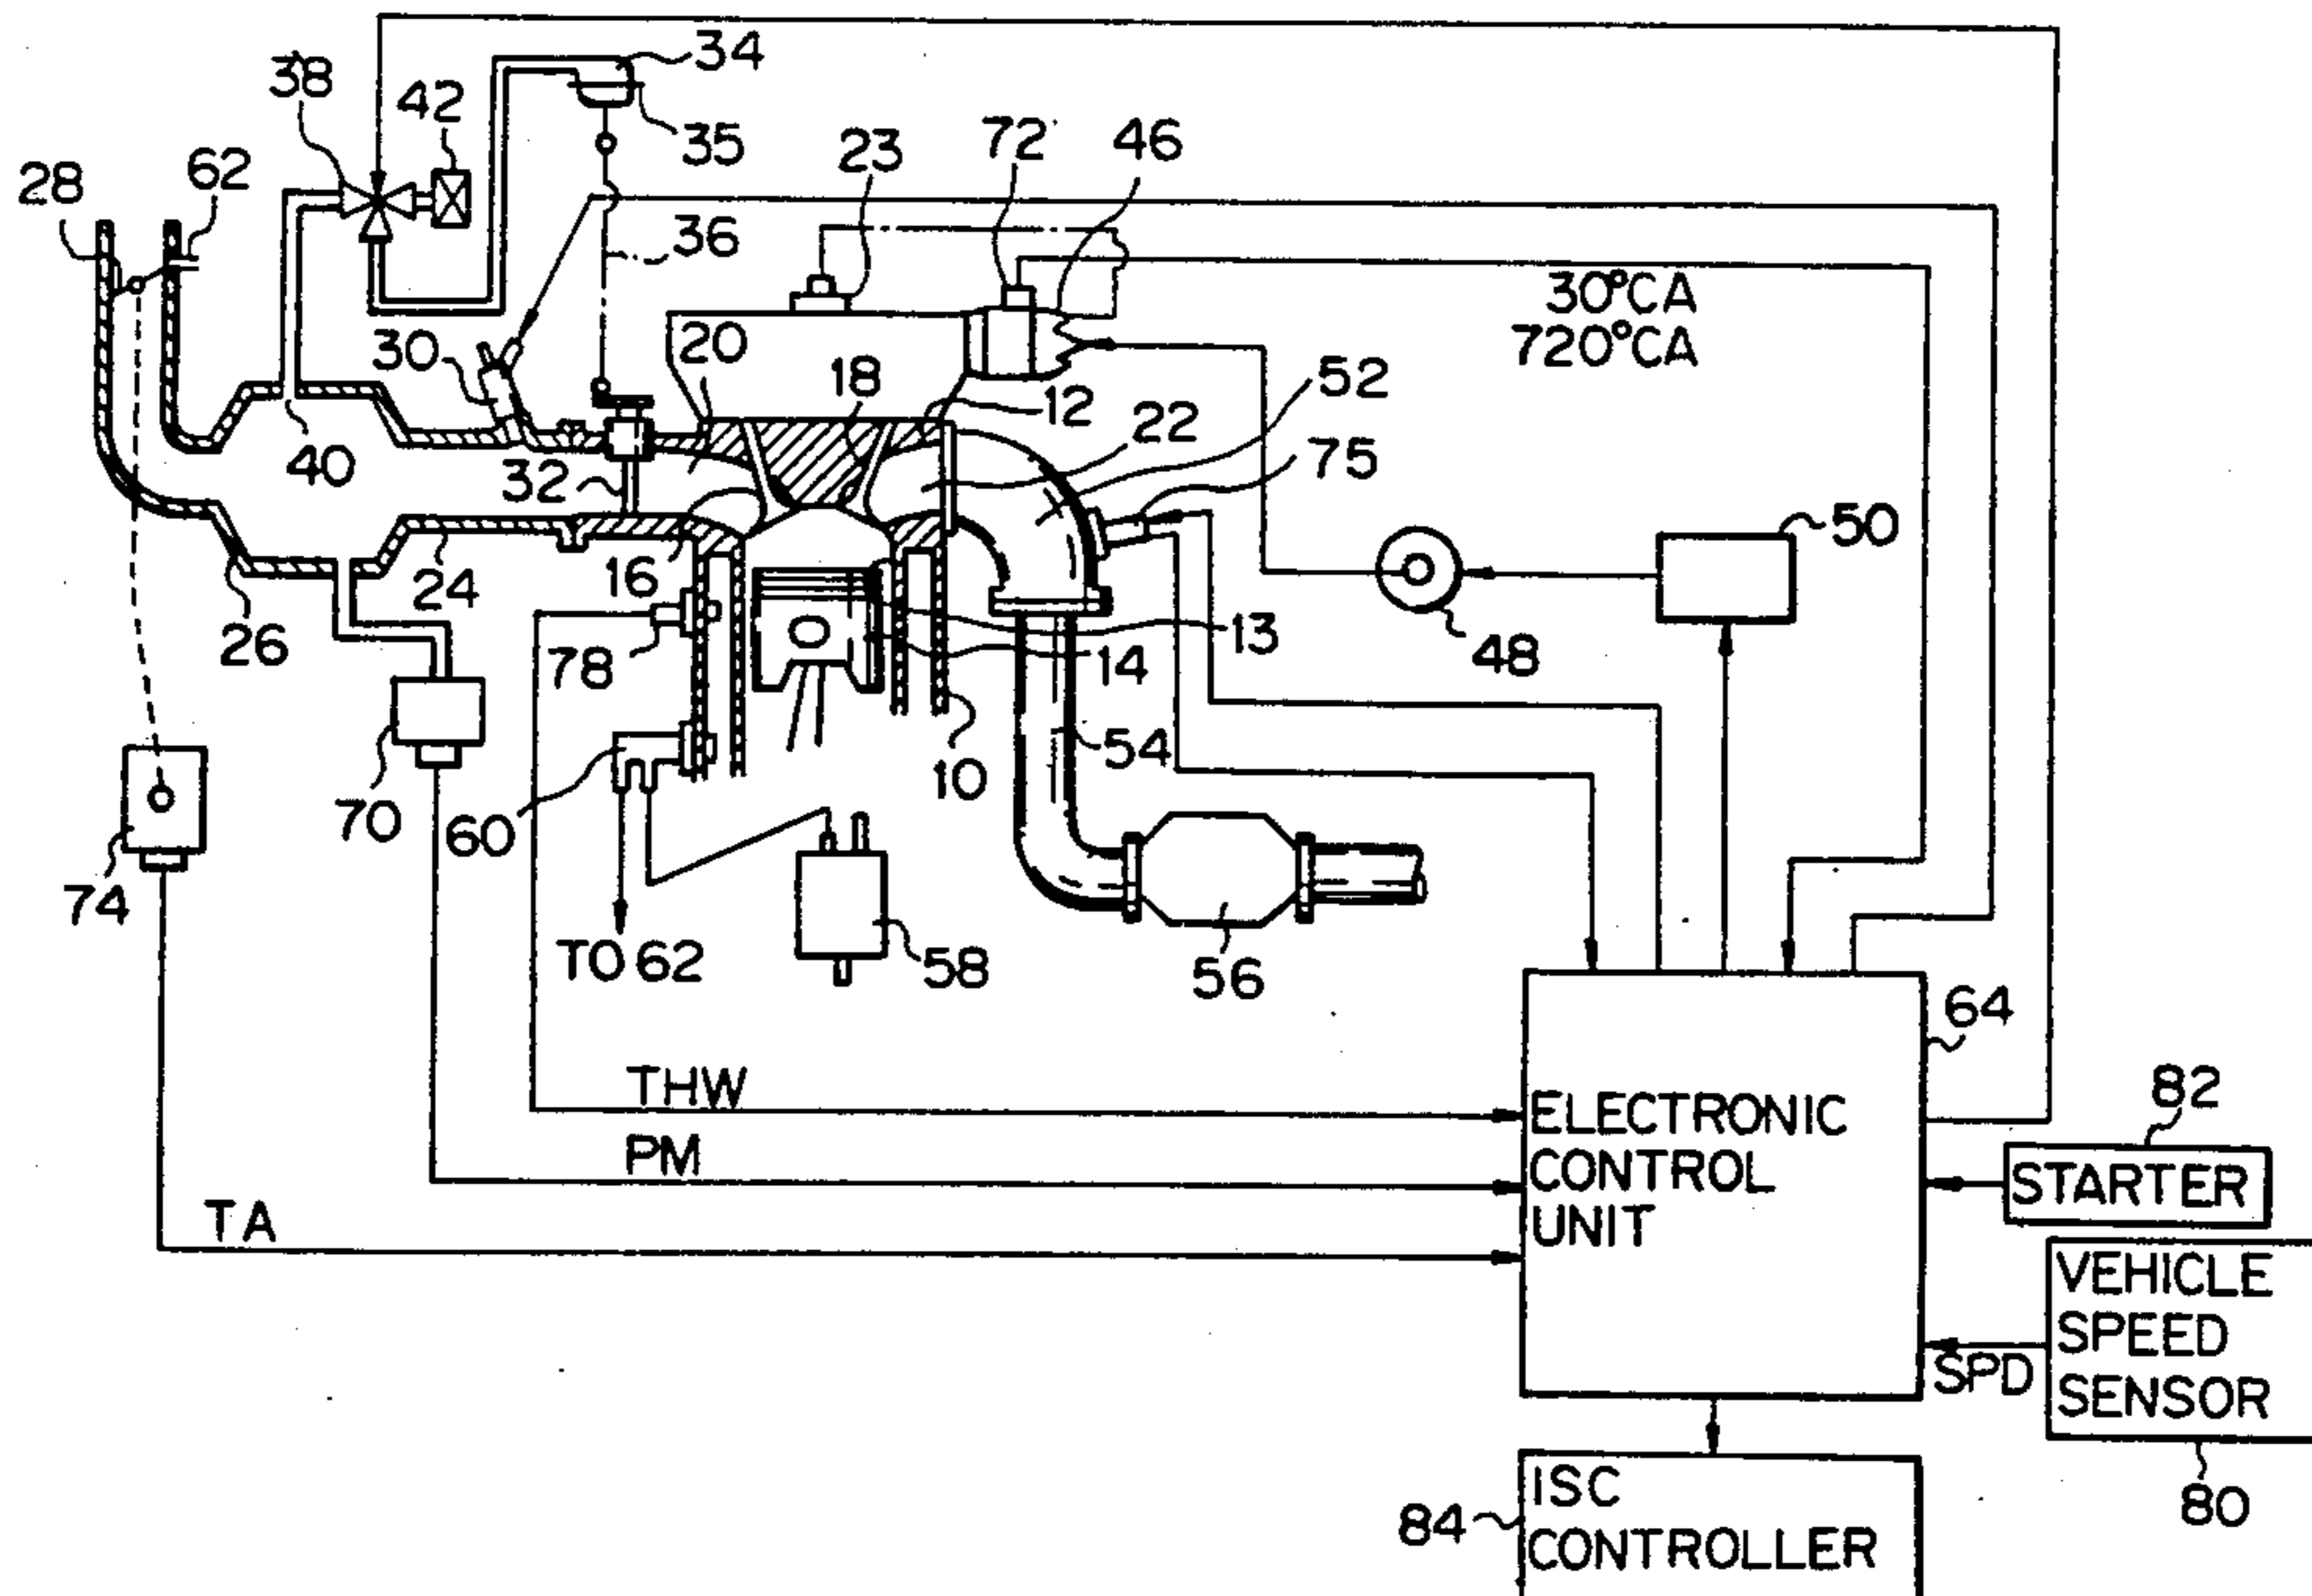 34
38
42
35
23
72
46
28
62
36
30°CA
720°CA
30
20
18
12
52
22
75
40
32
50
16
24
26
78
13
14
48
54
10
70
60
74
TO 62
58
56
64
THW
PM
TA
ELECTRONIC
CONTROL
UNIT
82
STARTER
VEHICLE
SPEED
SENSOR
SPD
80
84
ISC
CONTROLLER